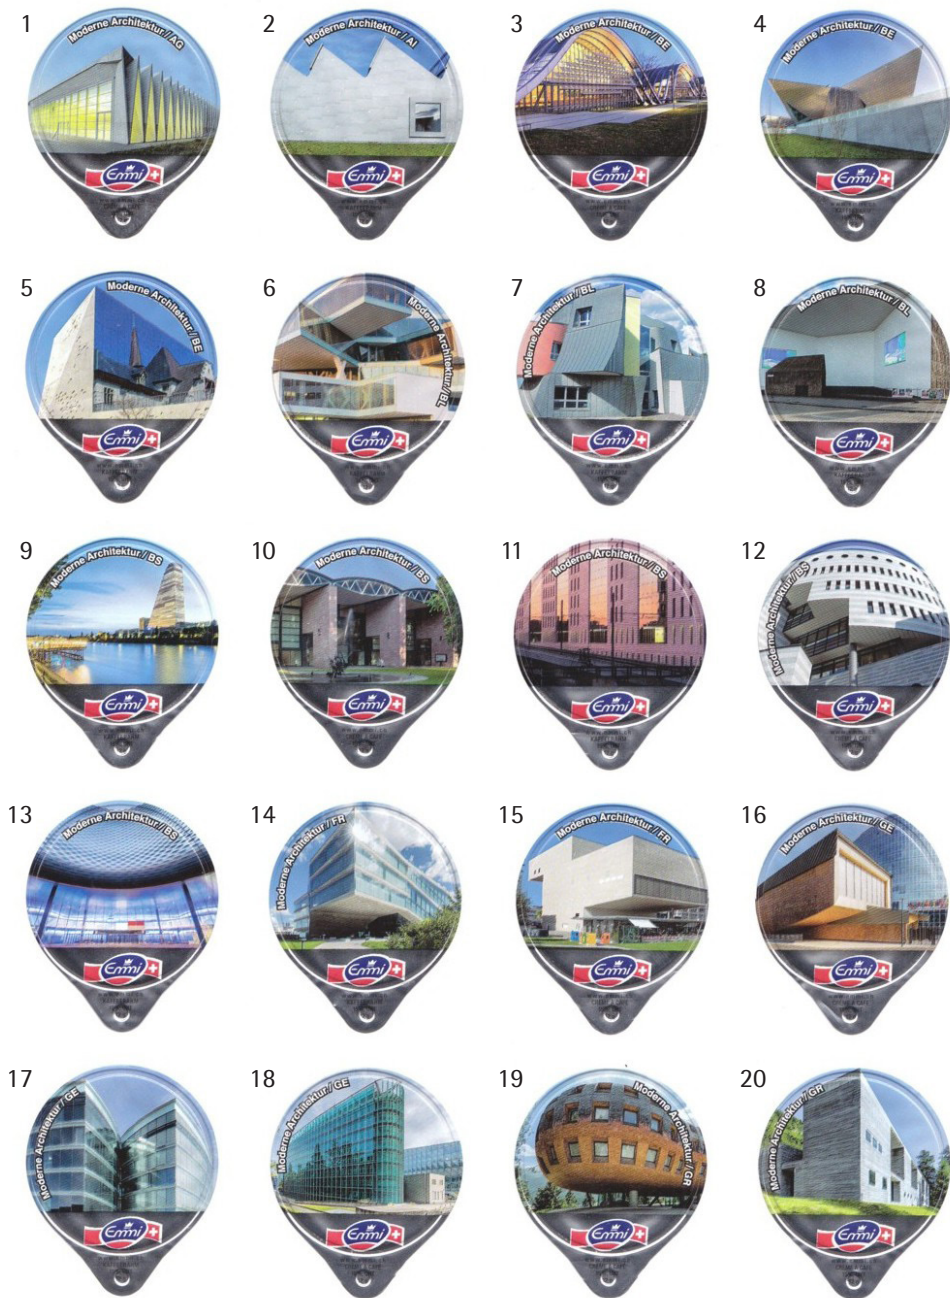 1
Moderne Architektur / AG
Emmi
2
Moderne Architektur / AI
Emmi
3
Moderne Architektur / BE
Emmi
4
Moderne Architektur / BE
Emmi
5
Moderne Architektur / BE
Emmi
6
Moderne Architektur / BL
Emmi
7
Moderne Architektur / BL
Emmi
8
Moderne Architektur / BL
Emmi
9
Moderne Architektur / BS
Emmi
10
Moderne Architektur / BS
Emmi
11
Moderne Architektur / BS
Emmi
12
Moderne Architektur / BS
Emmi
13
Moderne Architektur / BS
Emmi
14
Moderne Architektur / FR
Emmi
15
Moderne Architektur / FR
Emmi
16
Moderne Architektur / GE
Emmi
17
Moderne Architektur / GE
Emmi
18
Moderne Architektur / GE
Emmi
19
Moderne Architektur / GR
Emmi
20
Moderne Architektur / GR
Emmi